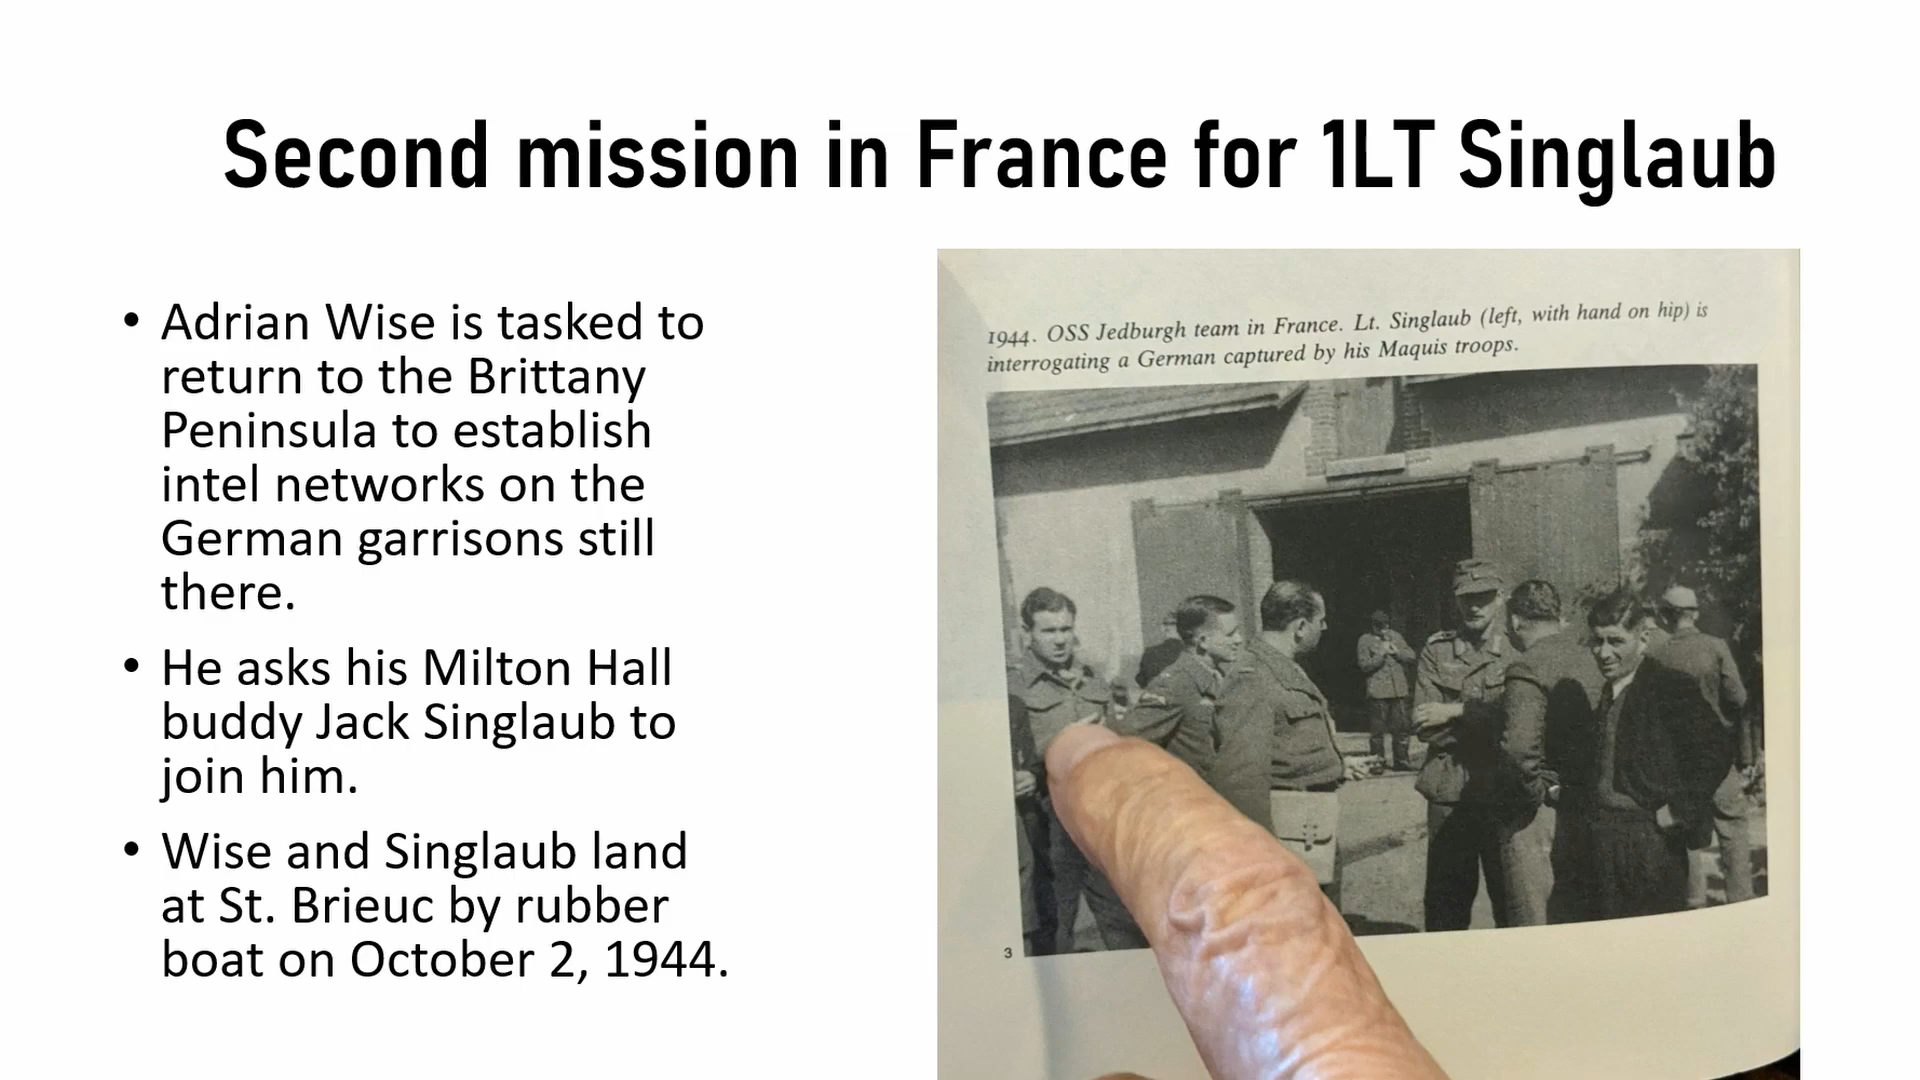 Second mission in France for 1LT Singlaub
• Adrian Wise is tasked to
return to the Brittany
Peninsula to establish
intel networks on the
German garrisons still
there.
• He asks his Milton Hall
buddy Jack Singlaub to
join him.
• Wise and Singlaub land
at St. Brieuc by rubber
boat on October 2, 1944.
1944. OSS Jedburgh team in France. Lt. Singlaub (left, with hand on hip) is
interrogating a German captured by his Maquis troops.
3